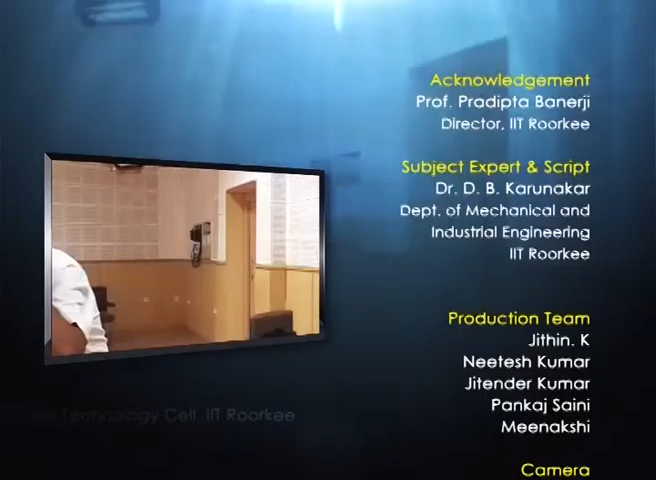 Acknowledgement
Prof. Pradipta Banerji
Director, IIT Roorkee
Subject Expert & Script
Dr. D. B. Karunakar
Dept. of Mechanical and
Industrial Engineering
IIT Roorkee
Production Team
Jithin. K
Neetesh Kumar
Jitender Kumar
Pankaj Saini
Meenakshi
Technology Cell, IIT Roorkee
Camera